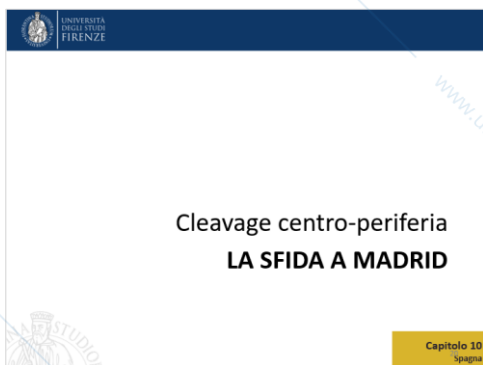 UNIVERSITÀ
DEGLI STUDI
FIRENZE
Cleavage centro-periferia
LA SFIDA A MADRID
Capitolo 10
Spagna